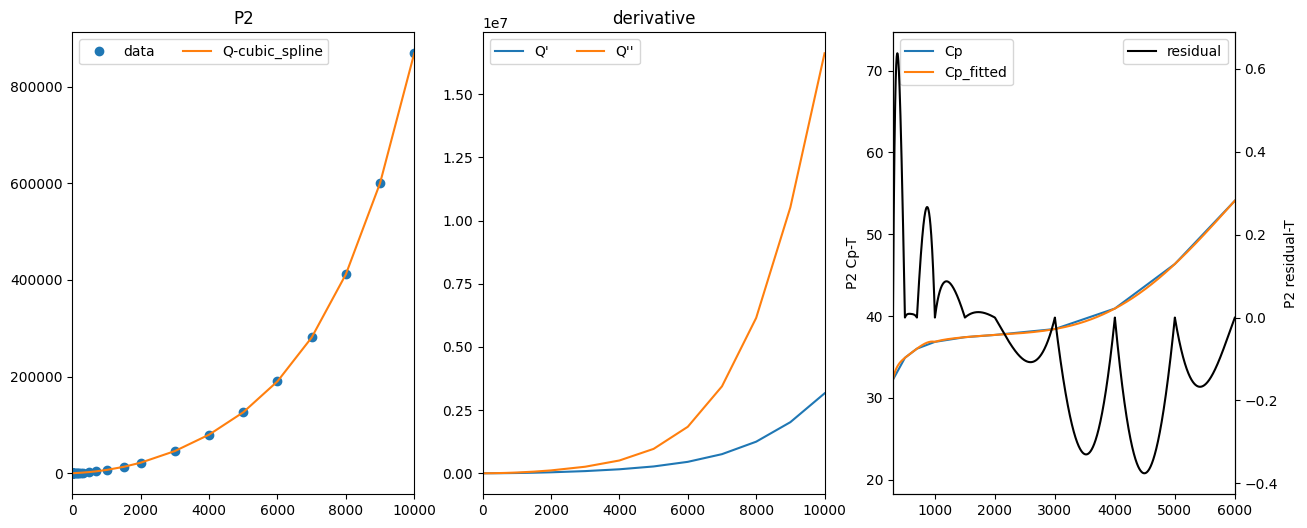 P2
data
Q-cubic_spline
800000
600000
400000
200000
0
0 2000 4000 6000 8000 10000
derivative
1e7
Q'
Q''
1.50
1.25
1.00
0.75
0.50
0.25
0.00
0 2000 4000 6000 8000 10000
Cp
Cp_fitted
residual
P2 Cp-T
70
60
50
40
30
20
1000 2000 3000 4000 5000 6000
0.6
0.4
0.2
0.0
−0.2
−0.4
P2 residual-T